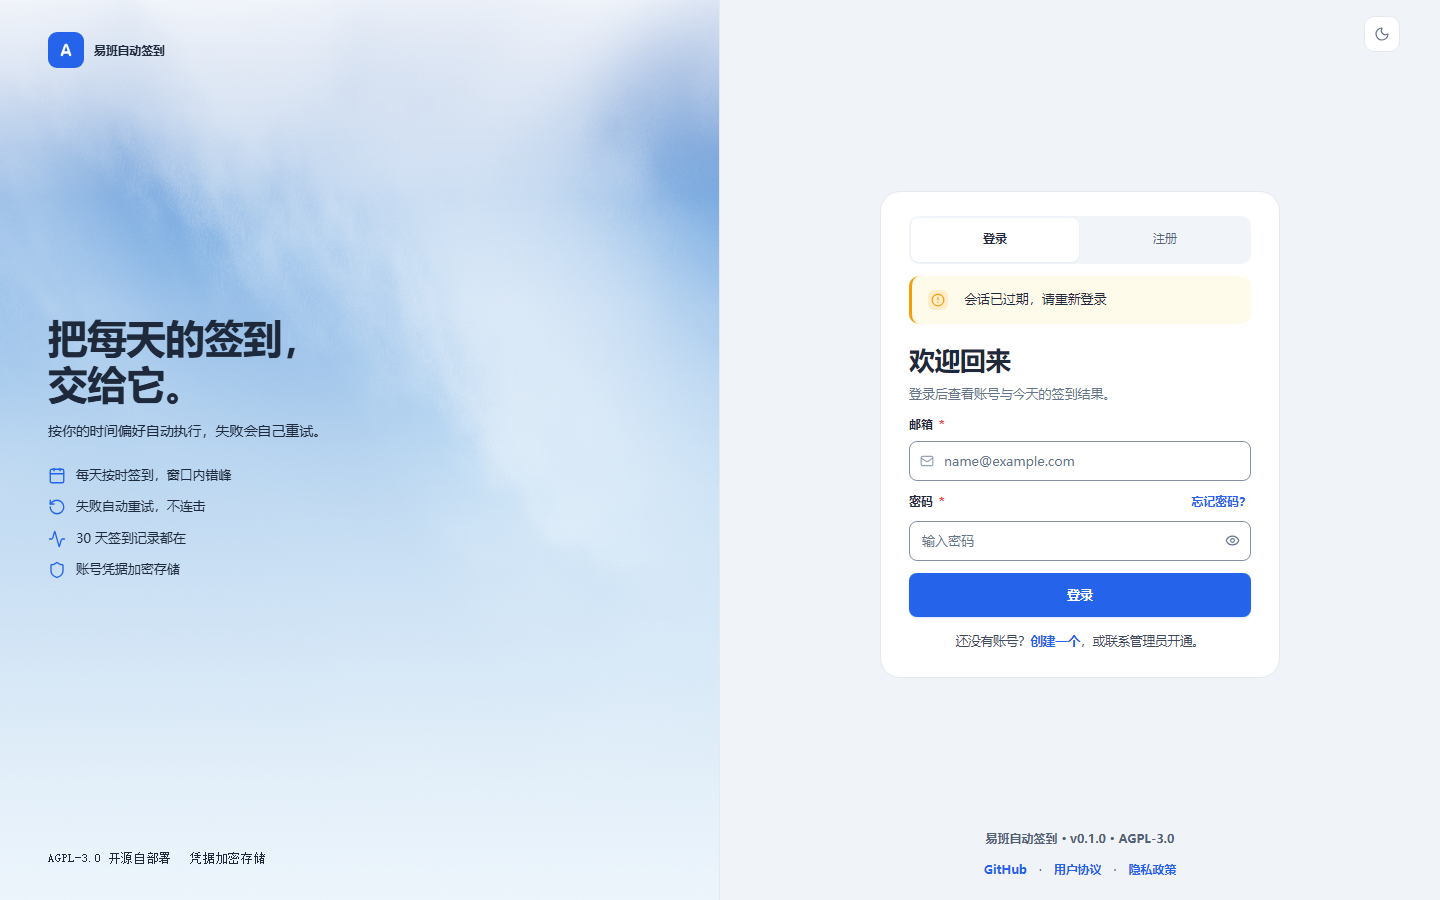 A 易班自动签到
把每天的签到，
交给它。
按你的时间偏好自动执行，失败会自己重试。
每天按时签到，窗口内错峰
失败自动重试，不连击
30 天签到记录都在
账号凭据加密存储
AGPL-3.0 开源自部署 凭据加密存储
登录 注册
会话已过期，请重新登录
欢迎回来
登录后查看账号与今天的签到结果。
邮箱 *
name@example.com
密码 * 忘记密码?
输入密码
登录
还没有账号？创建一个，或联系管理员开通。
易班自动签到 • v0.1.0 • AGPL-3.0
GitHub · 用户协议 · 隐私政策